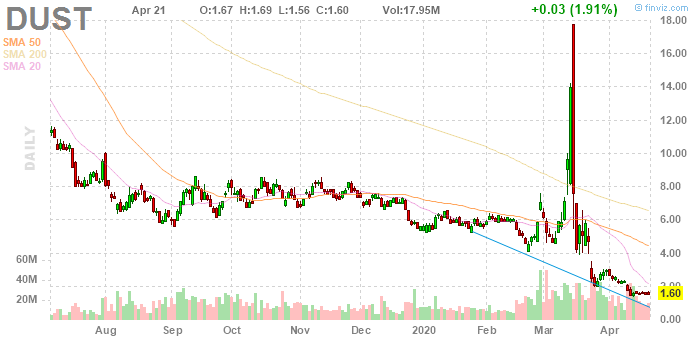 DUST Apr 21 O:1.67 H:1.69 L:1.56 C:1.60 Vol:17.95M +0.03 (1.91%) © finviz.com
SMA 50
SMA 200
SMA 20
DAILY
18.00
16.00
14.00
12.00
10.00
8.00
6.00
4.00
2.00
1.60
0.00
60M
40M
20M
Aug Sep Oct Nov Dec 2020 Feb Mar Apr